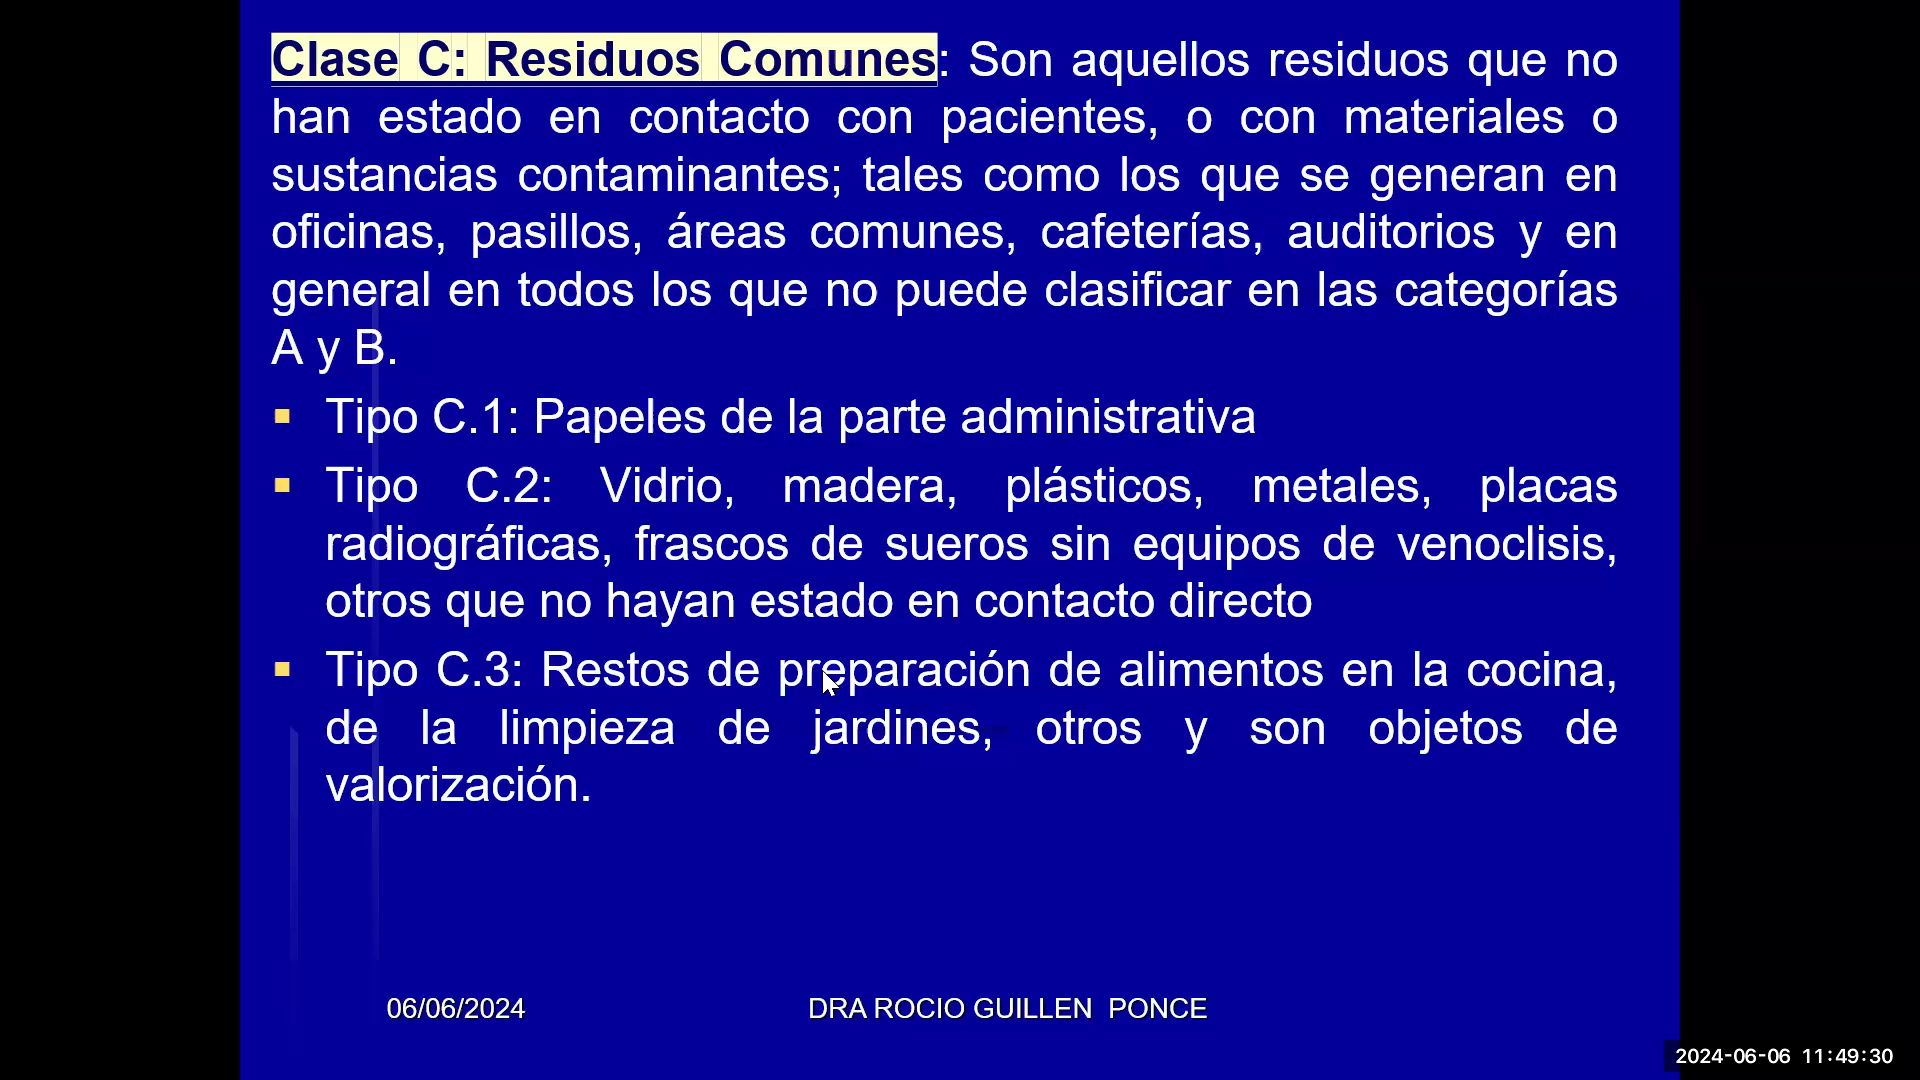 Clase C: Residuos Comunes: Son aquellos residuos que no
han estado en contacto con pacientes, o con materiales o
sustancias contaminantes; tales como los que se generan en
oficinas, pasillos, áreas comunes, cafeterías, auditorios y en
general en todos los que no puede clasificar en las categorías
A y B.
▪ Tipo C.1: Papeles de la parte administrativa
▪ Tipo C.2: Vidrio, madera, plásticos, metales, placas
radiográficas, frascos de sueros sin equipos de venoclisis,
otros que no hayan estado en contacto directo
▪ Tipo C.3: Restos de preparación de alimentos en la cocina,
de la limpieza de jardines, otros y son objetos de
valorización.
06/06/2024 DRA ROCIO GUILLEN PONCE
2024-06-06 11:49:30